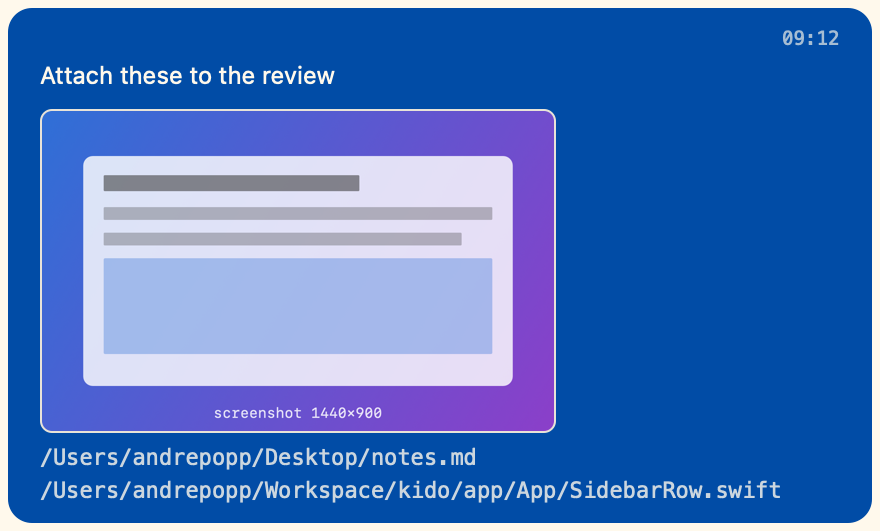 09:12
Attach these to the review
screenshot 1440×900
/Users/andrepopp/Desktop/notes.md
/Users/andrepopp/Workspace/kido/app/App/SidebarRow.swift